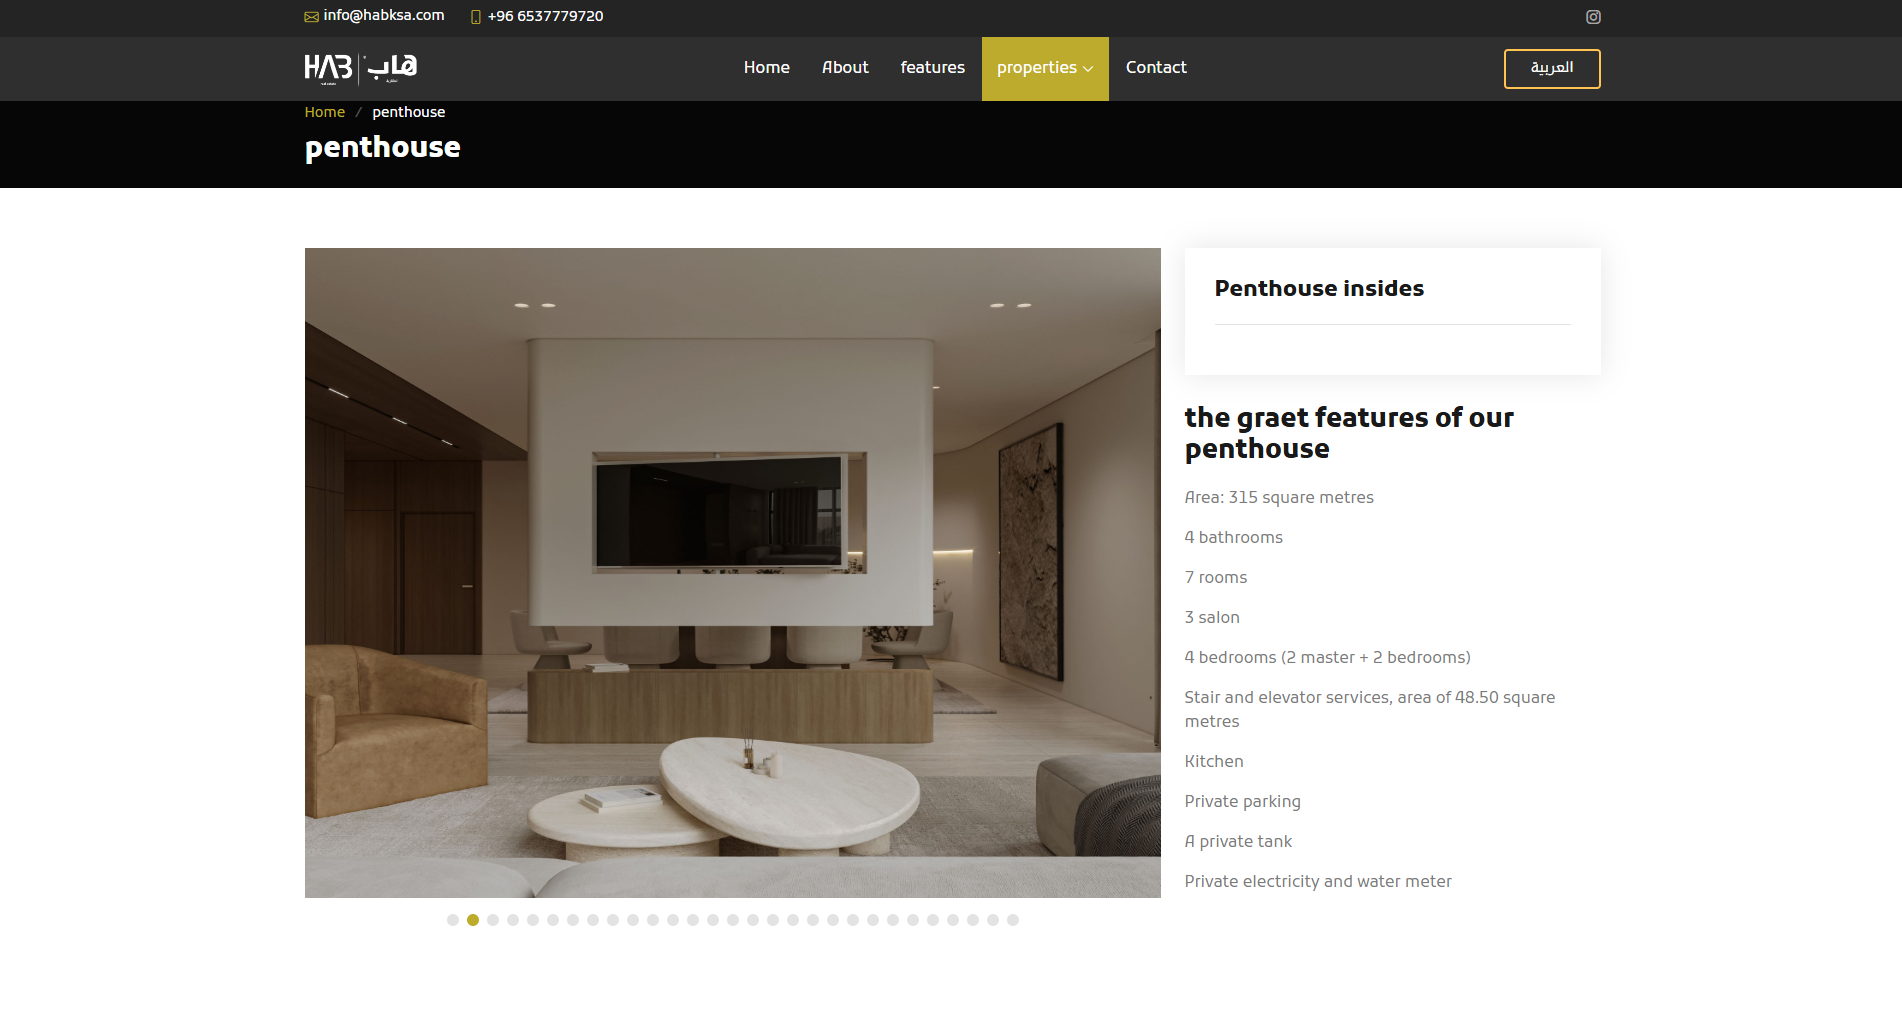 info@habksa.com
+96 6537779720
HAB هاب
Home
About
features
properties
Contact
العربية
Home / penthouse
penthouse
Penthouse insides
the graet features of our
penthouse
Area: 315 square metres
4 bathrooms
7 rooms
3 salon
4 bedrooms (2 master + 2 bedrooms)
Stair and elevator services, area of 48.50 square
metres
Kitchen
Private parking
A private tank
Private electricity and water meter